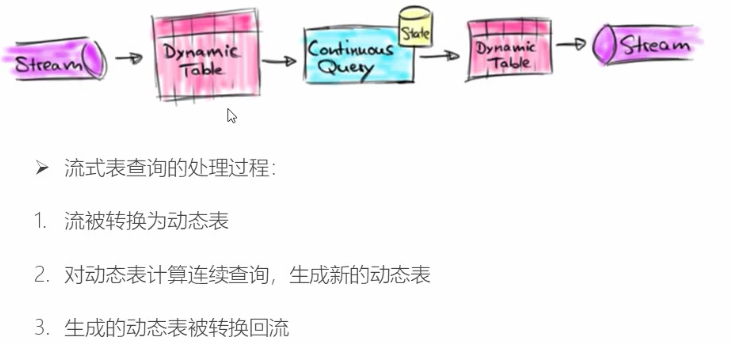 Stream
Dynamic
Table
Continuous
Query
State
Dynamic
Table
Stream
流式表查询的处理过程：
1. 流被转换为动态表
2. 对动态表计算连续查询，生成新的动态表
3. 生成的动态表被转换回流